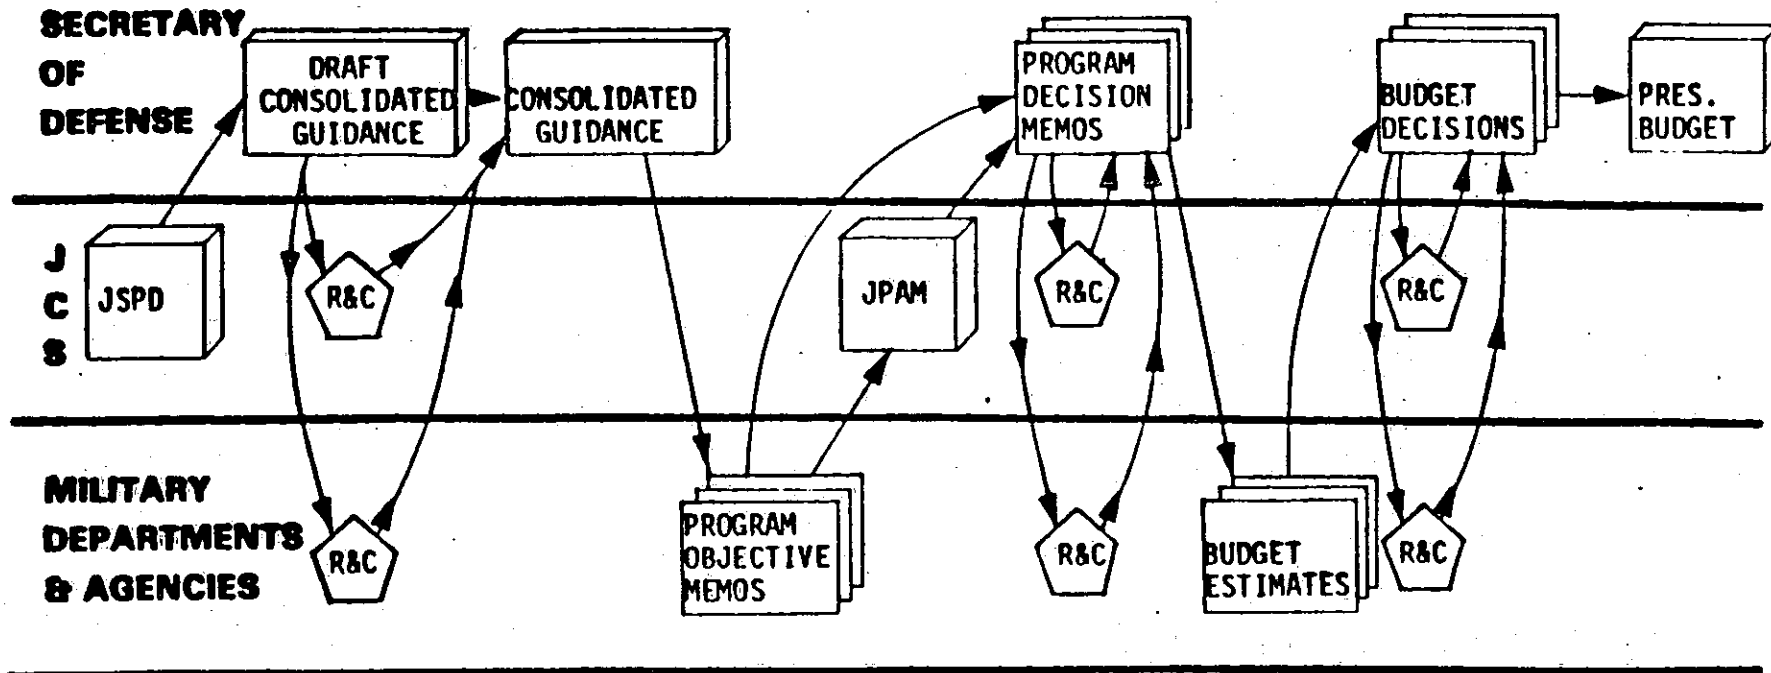 SECRETARY
OF
DEFENSE
DRAFT
CONSOLIDATED
GUIDANCE
CONSOLIDATED
GUIDANCE
PROGRAM
DECISION
MEMOS
BUDGET
DECISIONS
PRES.
BUDGET
J
C
S
JSPD
R&C
JPAM
R&C
R&C
MILITARY
DEPARTMENTS
& AGENCIES
R&C
PROGRAM
OBJECTIVE
MEMOS
R&C
BUDGET
ESTIMATES
R&C